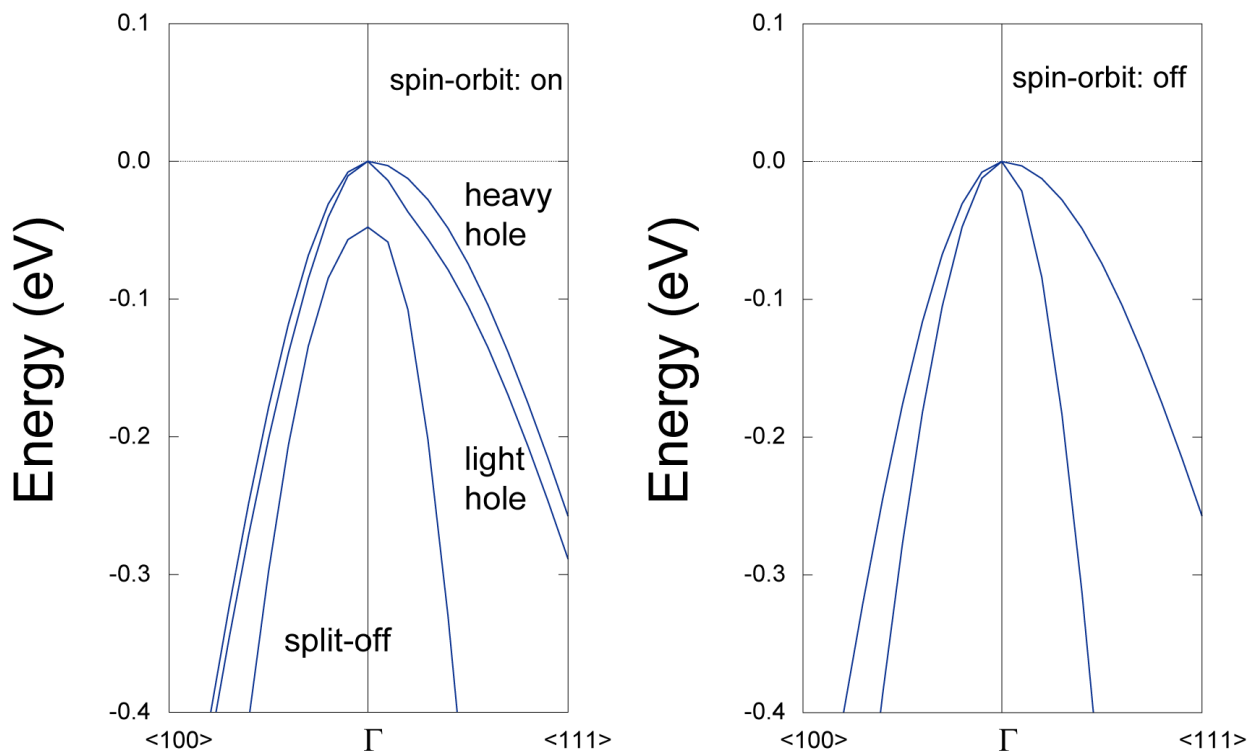 Energy (eV)
0.1
0.0
-0.1
-0.2
-0.3
-0.4
spin-orbit: on
heavy
hole
light
hole
split-off
<100>
Γ
<111>
Energy (eV)
0.1
0.0
-0.1
-0.2
-0.3
-0.4
spin-orbit: off
<100>
Γ
<111>